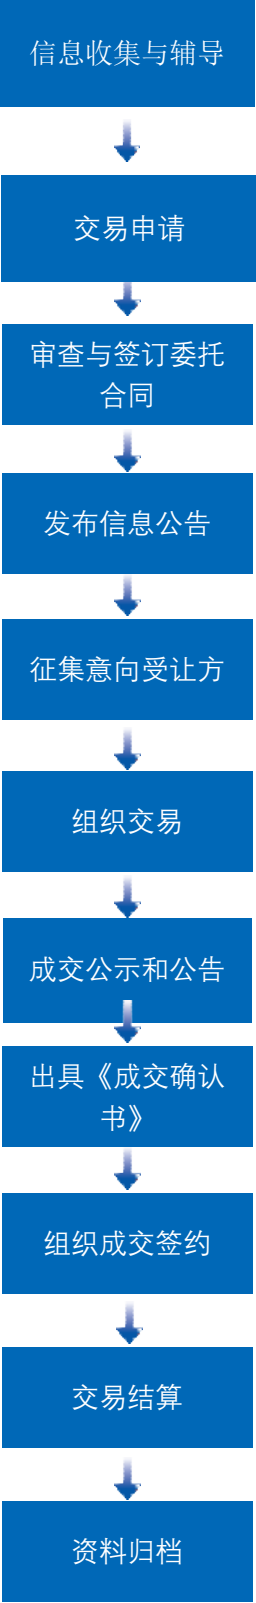 信息收集与辅导
交易申请
审查与签订委托
合同
发布信息公告
征集意向受让方
组织交易
成交公示和公告
出具《成交确认
书》
组织成交签约
交易结算
资料归档